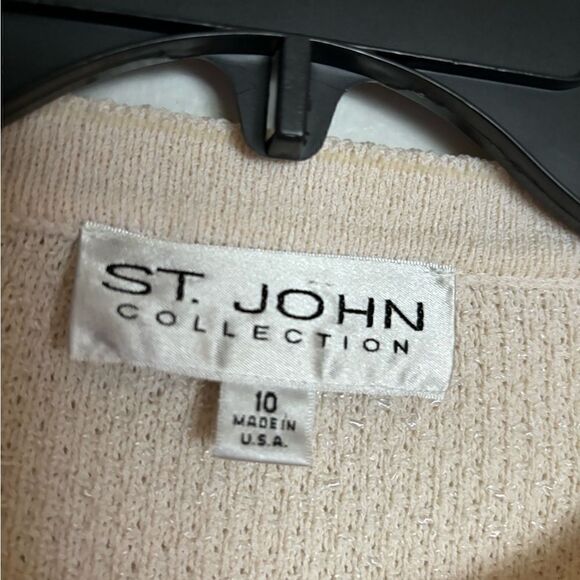 ST. JOHN
COLLECTION
10
MADE IN
U.S.A.